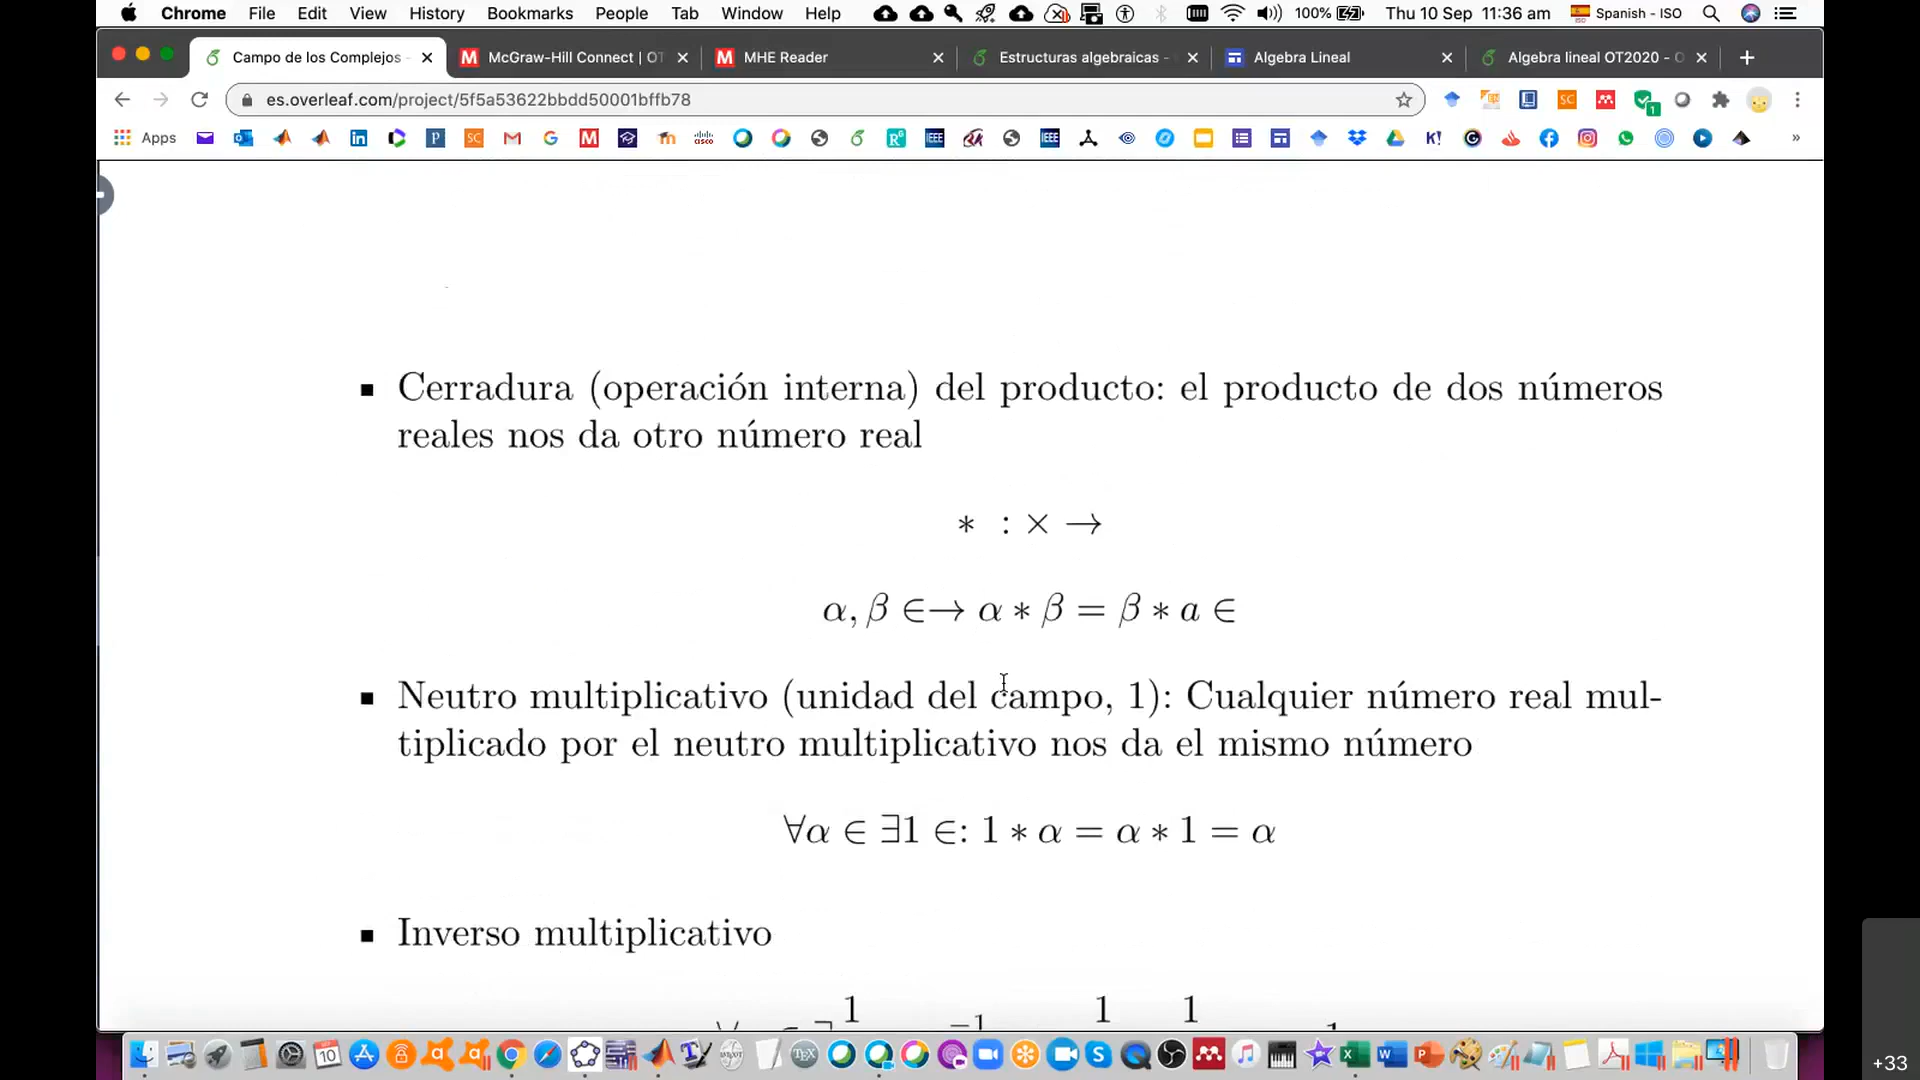 Chrome File Edit View History Bookmarks People Tab Window Help 100% Thu 10 Sep 11:36 am Spanish - ISO
Campo de los Complejos - McGraw-Hill Connect | OT MHE Reader Estructuras algebraicas - Algebra Lineal Algebra lineal OT2020 - O
es.overleaf.com/project/5f5a53622bbdd50001bffb78
Apps
■ Cerradura (operación interna) del producto: el producto de dos números
reales nos da otro número real
∗ : × →
α, β ∈→ α ∗ β = β ∗ a ∈
■ Neutro multiplicativo (unidad del campo, 1): Cualquier número real mul-
tiplicado por el neutro multiplicativo nos da el mismo número
∀α ∈ ∃1 ∈: 1 ∗ α = α ∗ 1 = α
■ Inverso multiplicativo
+33